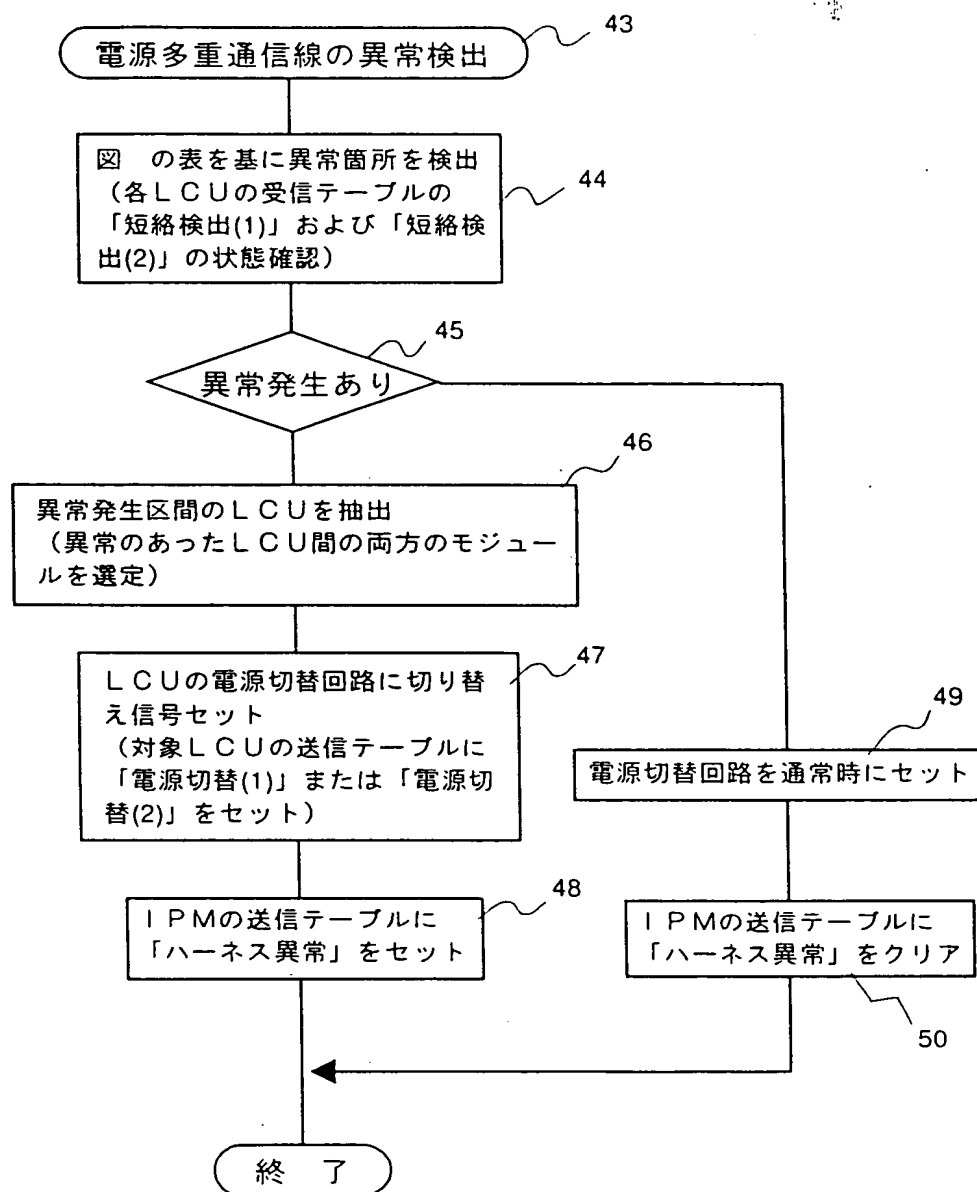 電源多重通信線の異常検出
43
図　の表を基に異常箇所を検出
（各ＬＣＵの受信テーブルの
「短絡検出(1)」および「短絡検
出(2)」の状態確認）
44
異常発生あり
45
異常発生区間のＬＣＵを抽出
（異常のあったＬＣＵ間の両方のモジュー
ルを選定）
46
ＬＣＵの電源切替回路に切り替
え信号セット
（対象ＬＣＵの送信テーブルに
「電源切替(1)」または「電源切
替(2)」をセット）
47
電源切替回路を通常時にセット
49
ＩＰＭの送信テーブルに
「ハーネス異常」をセット
48
ＩＰＭの送信テーブルに
「ハーネス異常」をクリア
50
終　了